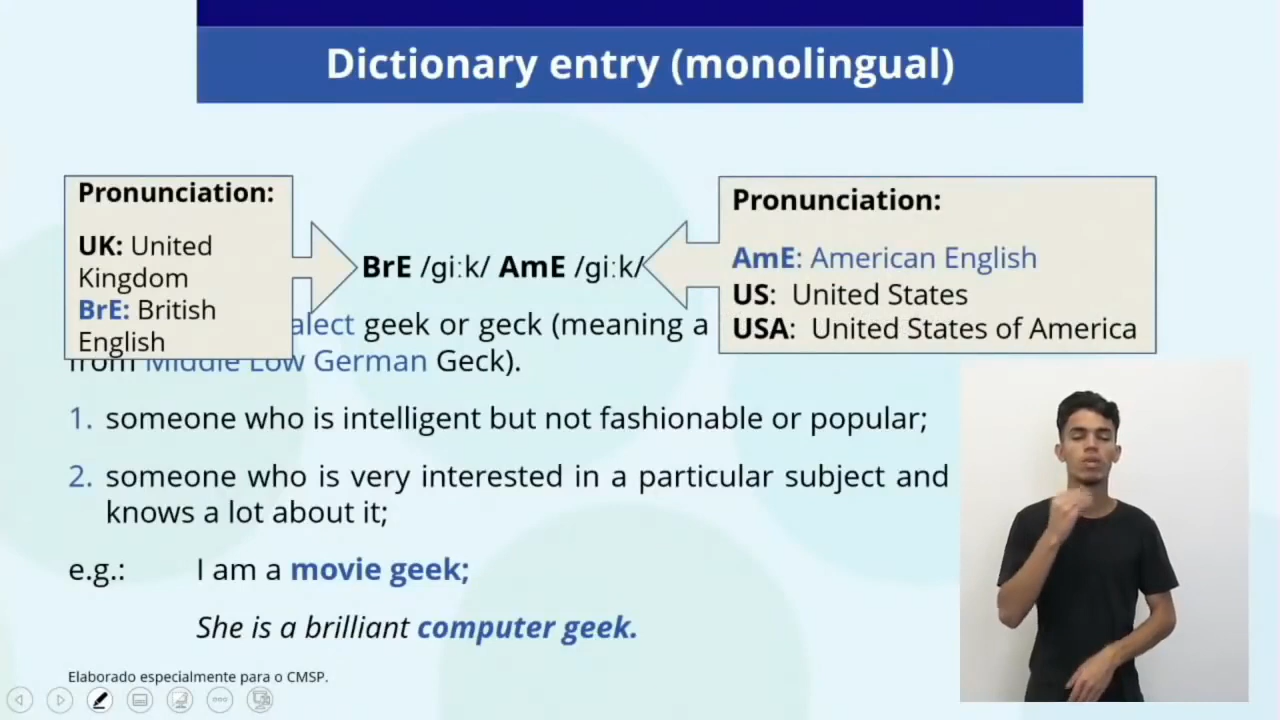 Dictionary entry (monolingual)
Pronunciation:
UK: United
Kingdom
BrE: British
English
BrE /giːk/ AmE /giːk/
Pronunciation:
AmE: American English
US: United States
USA: United States of America
geek or geck (meaning a
from Middle Low German Geck).
1. someone who is intelligent but not fashionable or popular;
2. someone who is very interested in a particular subject and
knows a lot about it;
e.g.: I am a movie geek;
She is a brilliant computer geek.
Elaborado especialmente para o CMSP.